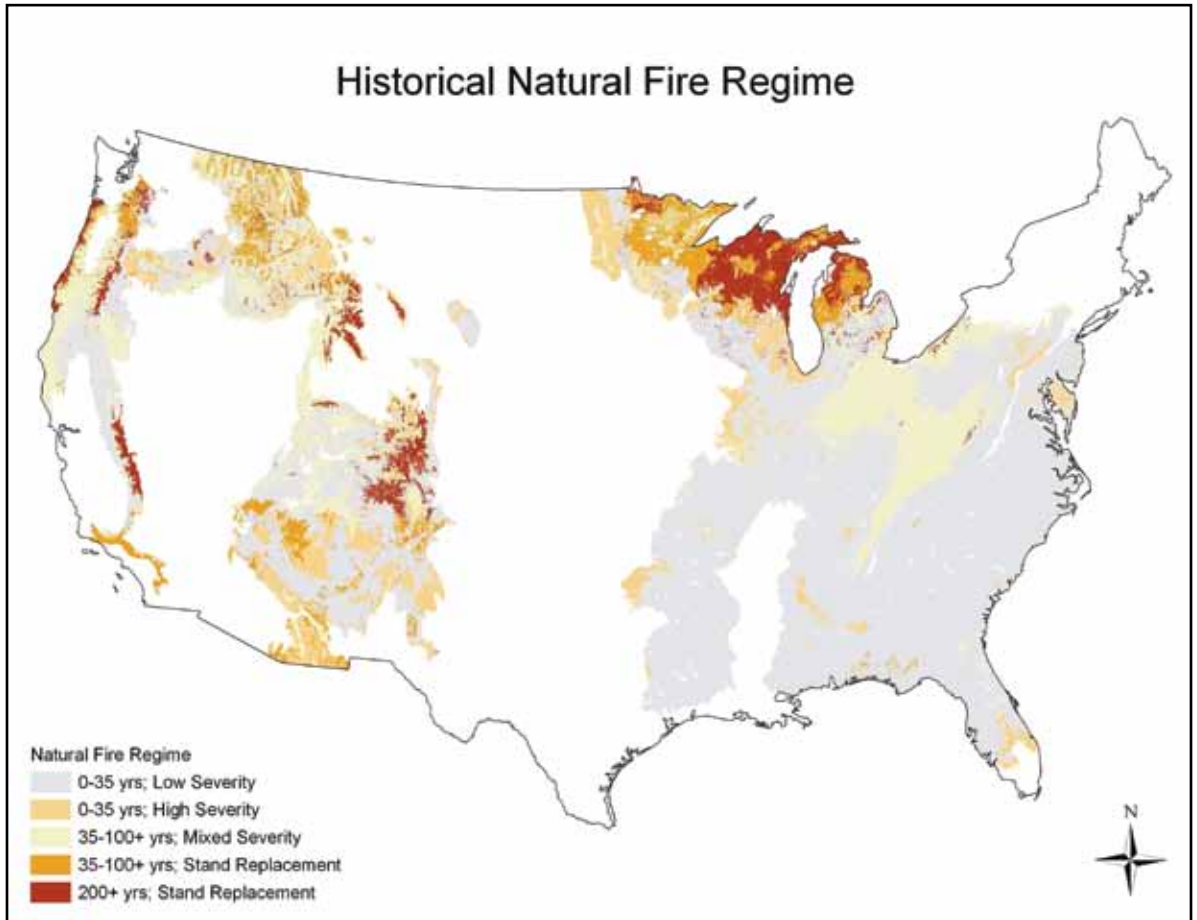 Historical Natural Fire Regime
Natural Fire Regime
0-35 yrs; Low Severity
0-35 yrs; High Severity
35-100+ yrs; Mixed Severity
35-100+ yrs; Stand Replacement
200+ yrs; Stand Replacement
N